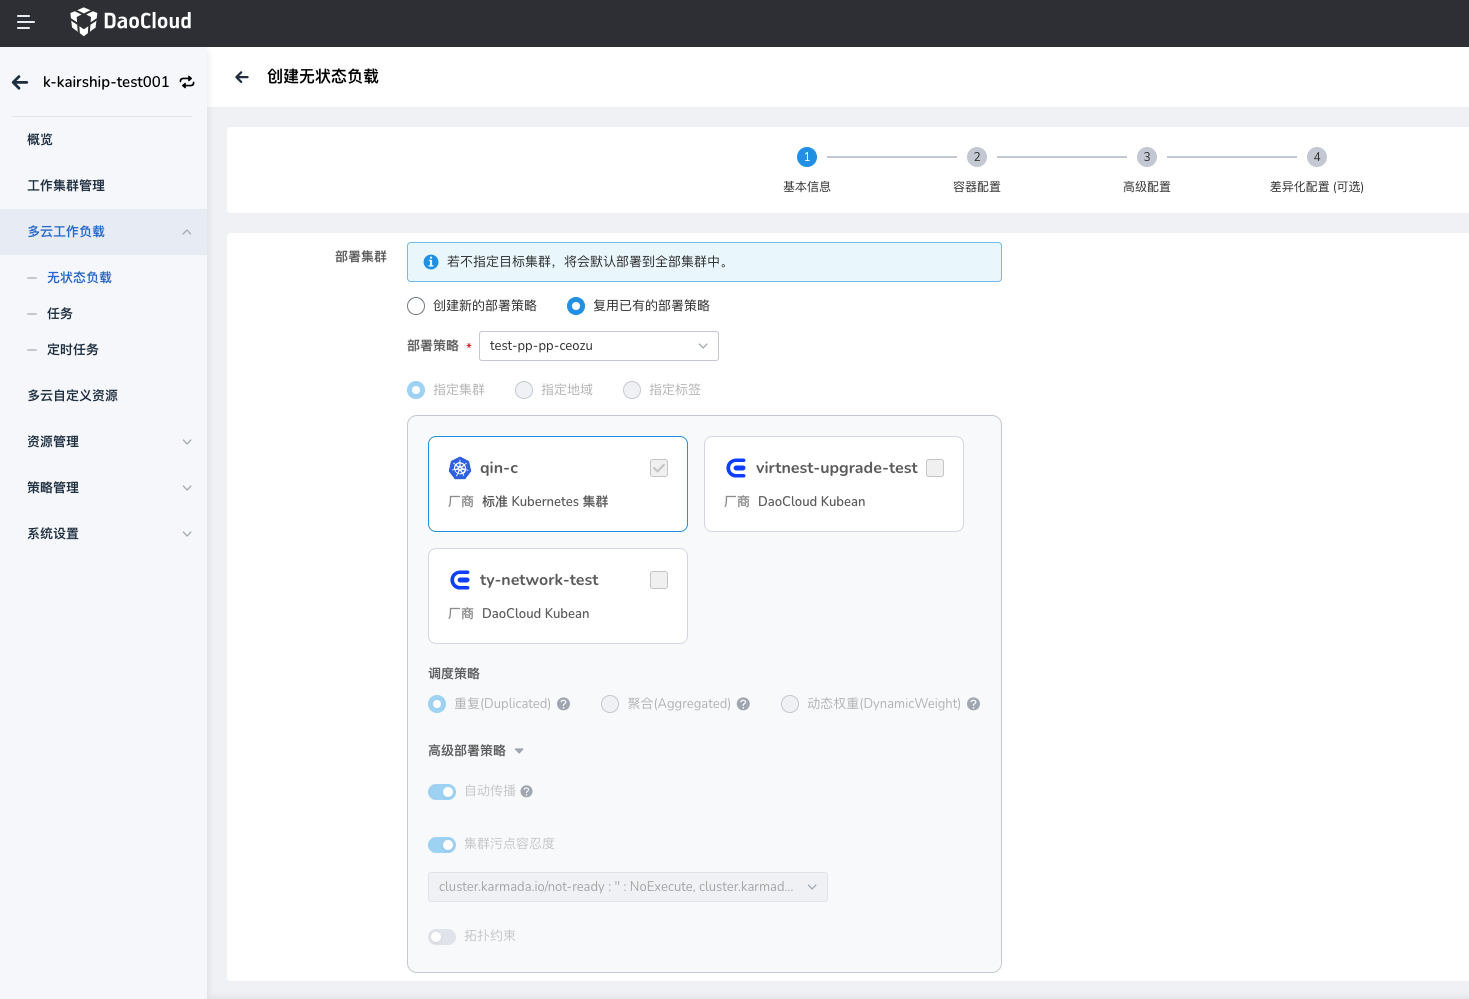 DaoCloud
k-kairship-test001
概览
工作集群管理
多云工作负载
无状态负载
任务
定时任务
多云自定义资源
资源管理
策略管理
系统设置
创建无状态负载
1 2 3 4
基本信息 容器配置 高级配置 差异化配置 (可选)
部署集群
若不指定目标集群，将会默认部署到全部集群中。
创建新的部署策略 复用已有的部署策略
部署策略 * test-pp-pp-ceozu
指定集群 指定地域 指定标签
qin-c
厂商 标准 Kubernetes 集群
virtnest-upgrade-test
厂商 DaoCloud Kubean
ty-network-test
厂商 DaoCloud Kubean
调度策略
重复(Duplicated) ? 聚合(Aggregated) ? 动态权重(DynamicWeight) ?
高级部署策略
自动传播 ?
集群污点容忍度
cluster.karmada.io/not-ready : '' : NoExecute, cluster.karmad...
拓扑约束